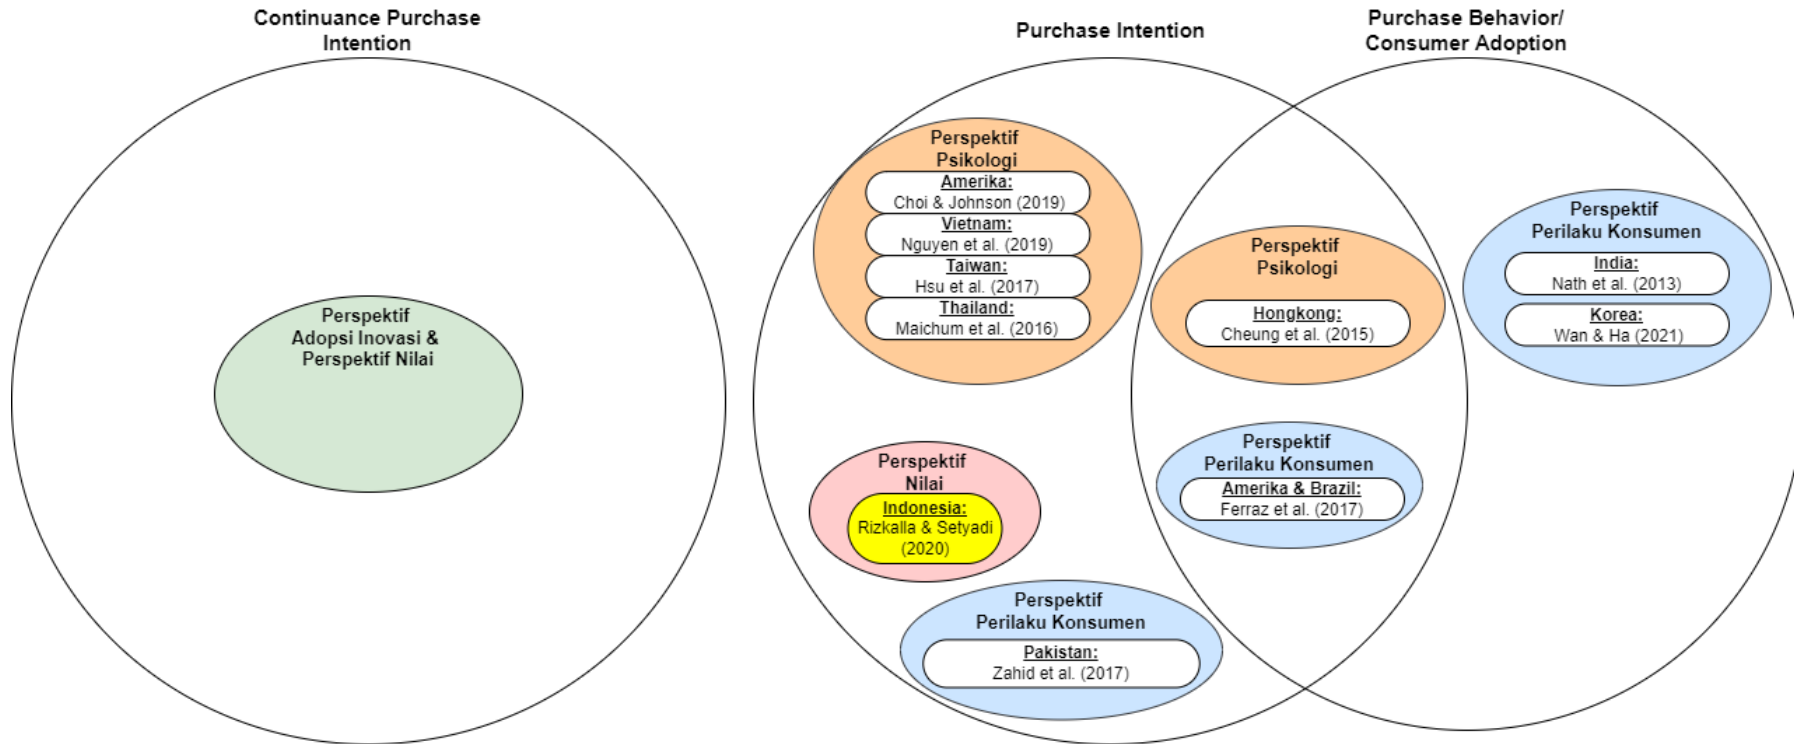 Continuance Purchase
Intention
Perspektif
Adopsi Inovasi &
Perspektif Nilai
Purchase Intention
Purchase Behavior/
Consumer Adoption
Perspektif
Psikologi
Amerika:
Choi & Johnson (2019)
Vietnam:
Nguyen et al. (2019)
Taiwan:
Hsu et al. (2017)
Thailand:
Maichum et al. (2016)
Perspektif
Psikologi
Hongkong:
Cheung et al. (2015)
Perspektif
Perilaku Konsumen
India:
Nath et al. (2013)
Korea:
Wan & Ha (2021)
Perspektif
Nilai
Indonesia:
Rizkalla & Setyadi
(2020)
Perspektif
Perilaku Konsumen
Amerika & Brazil:
Ferraz et al. (2017)
Perspektif
Perilaku Konsumen
Pakistan:
Zahid et al. (2017)